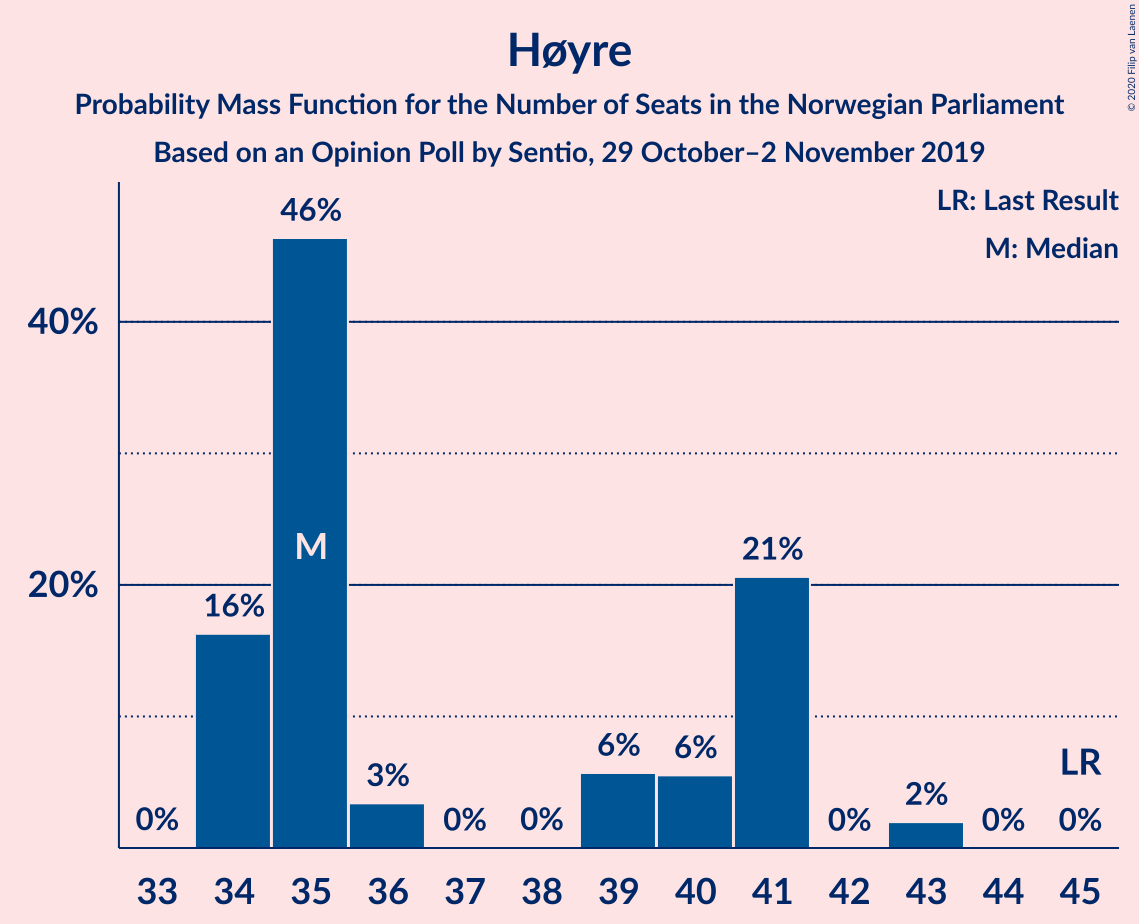 Høyre
Probability Mass Function for the Number of Seats in the Norwegian Parliament
Based on an Opinion Poll by Sentio, 29 October–2 November 2019
© 2020 Filip van Laenen
LR: Last Result
M: Median
40%
20%
0%
16%
46%
M
3%
0%
0%
6%
6%
21%
0%
2%
0%
LR
0%
33 34 35 36 37 38 39 40 41 42 43 44 45